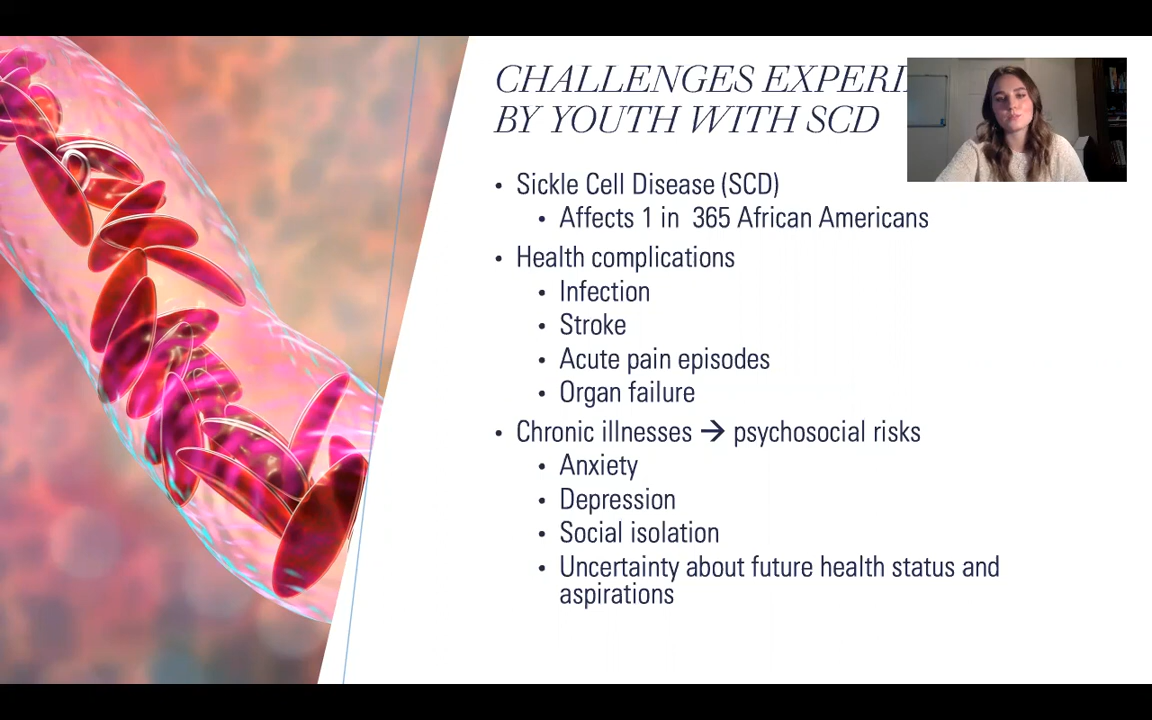 CHALLENGES EXPERI
BY YOUTH WITH SCD
• Sickle Cell Disease (SCD)
• Affects 1 in 365 African Americans
• Health complications
• Infection
• Stroke
• Acute pain episodes
• Organ failure
• Chronic illnesses → psychosocial risks
• Anxiety
• Depression
• Social isolation
• Uncertainty about future health status and
aspirations